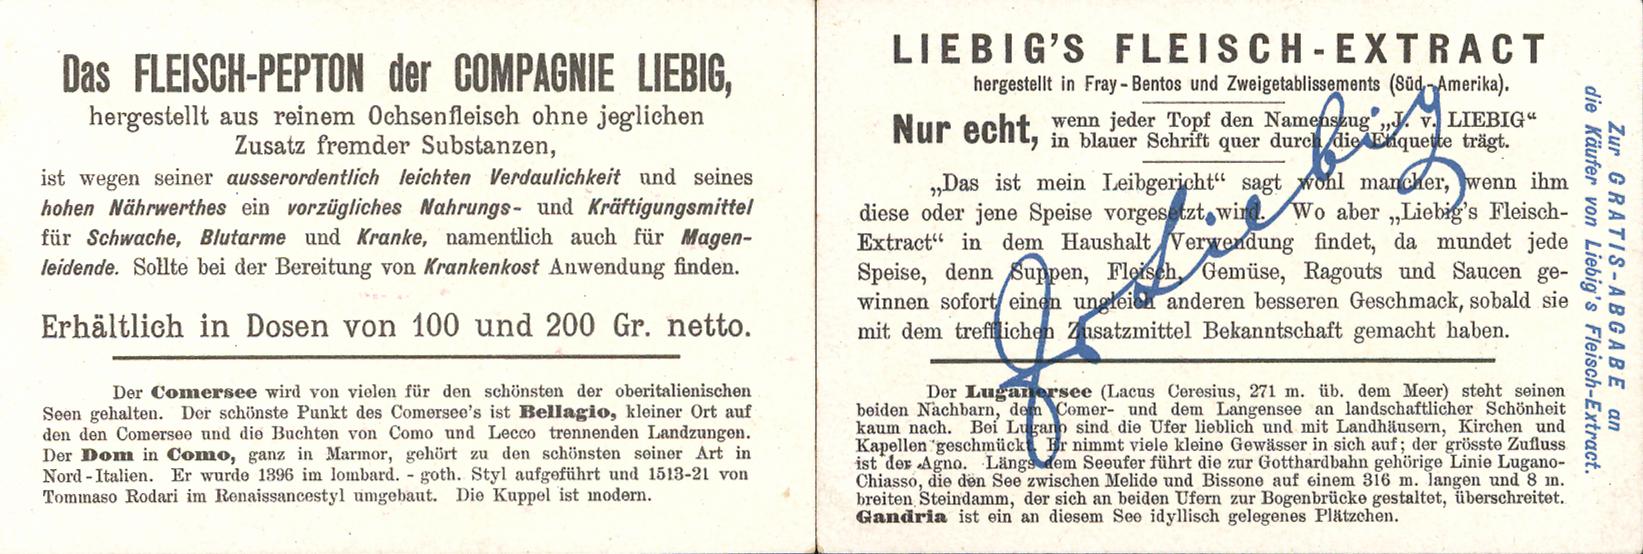 Das FLEISCH-PEPTON der COMPAGNIE LIEBIG,
hergestellt aus reinem Ochsenfleisch ohne jeglichen
Zusatz fremder Substanzen,
ist wegen seiner ausserordentlich leichten Verdaulichkeit und seines
hohen Nährwerthes ein vorzügliches Nahrungs- und Kräftigungsmittel
für Schwache, Blutarme und Kranke, namentlich auch für Magen-
leidende. Sollte bei der Bereitung von Krankenkost Anwendung finden.
Erhältlich in Dosen von 100 und 200 Gr. netto.
Der Comersee wird von vielen für den schönsten der oberitalienischen
Seen gehalten. Der schönste Punkt des Comersee's ist Bellagio, kleiner Ort auf
den den Comersee und die Buchten von Como und Lecco trennenden Landzungen.
Der Dom in Como, ganz in Marmor, gehört zu den schönsten seiner Art in
Nord-Italien. Er wurde 1396 im lombard. - goth. Styl aufgeführt und 1513-21 von
Tommaso Rodari im Renaissancestyl umgebaut. Die Kuppel ist modern.
LIEBIG'S FLEISCH-EXTRACT
hergestellt in Fray-Bentos und Zweigetablissements (Süd-Amerika).
Nur echt, wenn jeder Topf den Namenszug „J. v. LIEBIG“
in blauer Schrift quer durch die Etiquette trägt.
„Das ist mein Leibgericht“ sagt wohl mancher, wenn ihm
diese oder jene Speise vorgesetzt wird. Wo aber „Liebig's Fleisch-
Extract“ in dem Haushalt Verwendung findet, da mundet jede
Speise, denn Suppen, Fleisch, Gemüse, Ragouts und Saucen ge-
winnen sofort einen ungleich anderen besseren Geschmack, sobald sie
mit dem trefflichen Zusatzmittel Bekanntschaft gemacht haben.
Der Luganersee (Lacus Ceresius, 271 m. üb. dem Meer) steht seinen
beiden Nachbarn, dem Comer- und dem Langensee an landschaftlicher Schönheit
kaum nach. Bei Lugano sind die Ufer lieblich und mit Landhäusern, Kirchen und
Kapellen geschmückt. Er nimmt viele kleine Gewässer in sich auf; der grösste Zufluss
ist der Agno. Längs dem Seeufer führt die zur Gotthardbahn gehörige Linie Lugano-
Chiasso, die den See zwischen Melide und Bissone auf einem 316 m. langen und 8 m.
breiten Steindamm, der sich an beiden Ufern zur Bogenbrücke gestaltet, überschreitet.
Gandria ist ein an diesem See idyllisch gelegenes Plätzchen.
J v Liebig
Zur GRATIS-ABGABE an
die Käufer von Liebig's Fleisch-Extract.